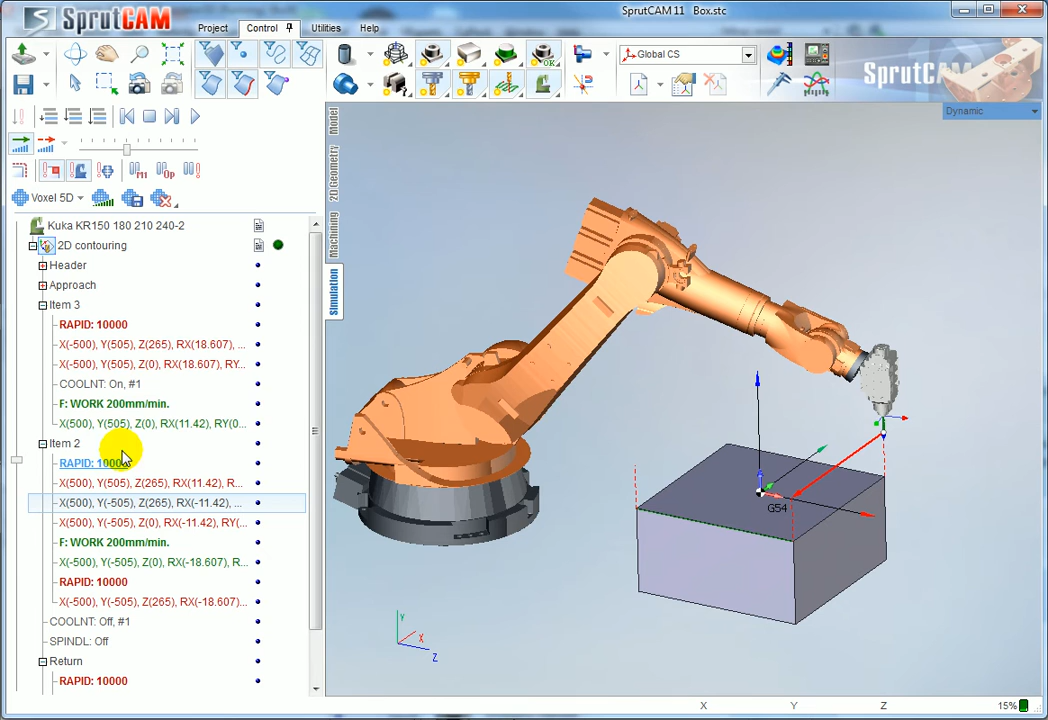 SPRUTCAM
Project
Control
Utilities
Help
SprutCAM 11 Box.stc
Global CS
SPRUTCAM
Dynamic
M1
Op
Voxel 5D
Model
2D Geometry
Machining
Simulation
Kuka KR150 180 210 240-2
2D contouring
Header
Approach
Item 3
RAPID: 10000
X(-500), Y(505), Z(265), RX(18.607), ...
X(-500), Y(505), Z(265), RX(18.607), RY...
COOLNT: On, #1
F: WORK 200mm/min.
X(500), Y(505), Z(0), RX(11.42), RY(0...
Item 2
RAPID: 10000
X(500), Y(505), Z(265), RX(11.42), R...
X(500), Y(-505), Z(265), RX(-11.42), ...
X(500), Y(-505), Z(0), RX(-11.42), RY(...
F: WORK 200mm/min.
X(-500), Y(-505), Z(0), RX(-18.607), R...
RAPID: 10000
X(-500), Y(-505), Z(265), RX(-18.607)...
COOLNT: Off, #1
SPINDL: Off
Return
RAPID: 10000
G54
Y
X
Z
X Y Z
15%